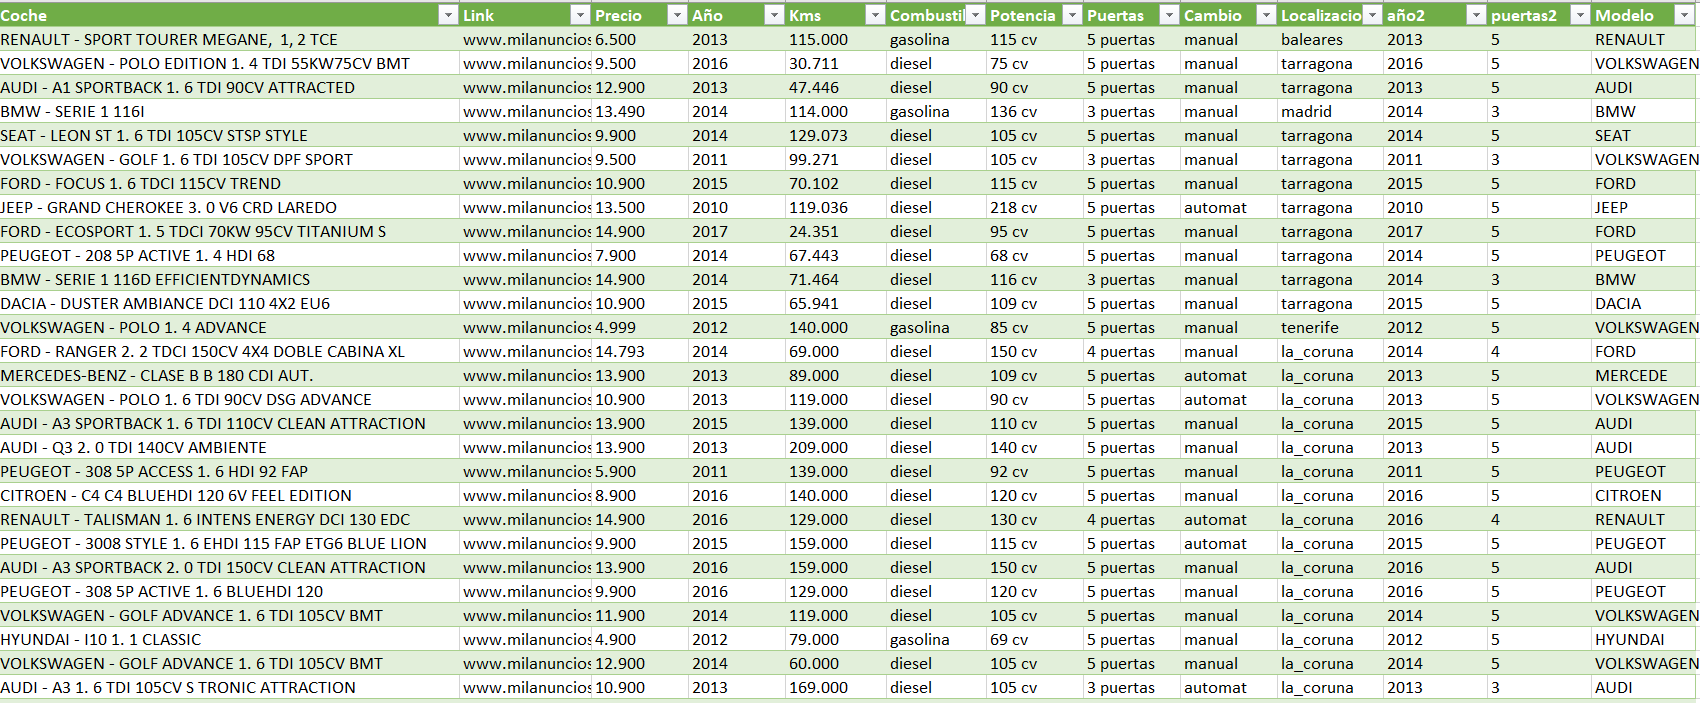 Coche Link Precio Año Kms Combustil Potencia Puertas Cambio Localizacio año2 puertas2 Modelo
RENAULT - SPORT TOURER MEGANE, 1, 2 TCE www.milanuncios 6.500 2013 115.000 gasolina 115 cv 5 puertas manual baleares 2013 5 RENAULT
VOLKSWAGEN - POLO EDITION 1. 4 TDI 55KW75CV BMT www.milanuncios 9.500 2016 30.711 diesel 75 cv 5 puertas manual tarragona 2016 5 VOLKSWAGEN
AUDI - A1 SPORTBACK 1. 6 TDI 90CV ATTRACTED www.milanuncios 12.900 2013 47.446 diesel 90 cv 5 puertas manual tarragona 2013 5 AUDI
BMW - SERIE 1 116I www.milanuncios 13.490 2014 114.000 gasolina 136 cv 3 puertas manual madrid 2014 3 BMW
SEAT - LEON ST 1. 6 TDI 105CV STSP STYLE www.milanuncios 9.900 2014 129.073 diesel 105 cv 5 puertas manual tarragona 2014 5 SEAT
VOLKSWAGEN - GOLF 1. 6 TDI 105CV DPF SPORT www.milanuncios 9.500 2011 99.271 diesel 105 cv 3 puertas manual tarragona 2011 3 VOLKSWAGEN
FORD - FOCUS 1. 6 TDCI 115CV TREND www.milanuncios 10.900 2015 70.102 diesel 115 cv 5 puertas manual tarragona 2015 5 FORD
JEEP - GRAND CHEROKEE 3. 0 V6 CRD LAREDO www.milanuncios 13.500 2010 119.036 diesel 218 cv 5 puertas automat tarragona 2010 5 JEEP
FORD - ECOSPORT 1. 5 TDCI 70KW 95CV TITANIUM S www.milanuncios 14.900 2017 24.351 diesel 95 cv 5 puertas manual tarragona 2017 5 FORD
PEUGEOT - 208 5P ACTIVE 1. 4 HDI 68 www.milanuncios 7.900 2014 67.443 diesel 68 cv 5 puertas manual tarragona 2014 5 PEUGEOT
BMW - SERIE 1 116D EFFICIENTDYNAMICS www.milanuncios 14.900 2014 71.464 diesel 116 cv 3 puertas manual tarragona 2014 3 BMW
DACIA - DUSTER AMBIANCE DCI 110 4X2 EU6 www.milanuncios 10.900 2015 65.941 diesel 109 cv 5 puertas manual tarragona 2015 5 DACIA
VOLKSWAGEN - POLO 1. 4 ADVANCE www.milanuncios 4.999 2012 140.000 gasolina 85 cv 5 puertas manual tenerife 2012 5 VOLKSWAGEN
FORD - RANGER 2. 2 TDCI 150CV 4X4 DOBLE CABINA XL www.milanuncios 14.793 2014 69.000 diesel 150 cv 4 puertas manual la_coruna 2014 4 FORD
MERCEDES-BENZ - CLASE B B 180 CDI AUT. www.milanuncios 13.900 2013 89.000 diesel 109 cv 5 puertas automat la_coruna 2013 5 MERCEDE
VOLKSWAGEN - POLO 1. 6 TDI 90CV DSG ADVANCE www.milanuncios 10.900 2013 119.000 diesel 90 cv 5 puertas automat la_coruna 2013 5 VOLKSWAGEN
AUDI - A3 SPORTBACK 1. 6 TDI 110CV CLEAN ATTRACTION www.milanuncios 13.900 2015 139.000 diesel 110 cv 5 puertas manual la_coruna 2015 5 AUDI
AUDI - Q3 2. 0 TDI 140CV AMBIENTE www.milanuncios 13.900 2013 209.000 diesel 140 cv 5 puertas manual la_coruna 2013 5 AUDI
PEUGEOT - 308 5P ACCESS 1. 6 HDI 92 FAP www.milanuncios 5.900 2011 139.000 diesel 92 cv 5 puertas manual la_coruna 2011 5 PEUGEOT
CITROEN - C4 C4 BLUEHDI 120 6V FEEL EDITION www.milanuncios 8.900 2016 140.000 diesel 120 cv 5 puertas manual la_coruna 2016 5 CITROEN
RENAULT - TALISMAN 1. 6 INTENS ENERGY DCI 130 EDC www.milanuncios 14.900 2016 129.000 diesel 130 cv 4 puertas automat la_coruna 2016 4 RENAULT
PEUGEOT - 3008 STYLE 1. 6 EHDI 115 FAP ETG6 BLUE LION www.milanuncios 9.900 2015 159.000 diesel 115 cv 5 puertas automat la_coruna 2015 5 PEUGEOT
AUDI - A3 SPORTBACK 2. 0 TDI 150CV CLEAN ATTRACTION www.milanuncios 13.900 2016 159.000 diesel 150 cv 5 puertas manual la_coruna 2016 5 AUDI
PEUGEOT - 308 5P ACTIVE 1. 6 BLUEHDI 120 www.milanuncios 9.900 2016 129.000 diesel 120 cv 5 puertas manual la_coruna 2016 5 PEUGEOT
VOLKSWAGEN - GOLF ADVANCE 1. 6 TDI 105CV BMT www.milanuncios 11.900 2014 119.000 diesel 105 cv 5 puertas manual la_coruna 2014 5 VOLKSWAGEN
HYUNDAI - I10 1. 1 CLASSIC www.milanuncios 4.900 2012 79.000 gasolina 69 cv 5 puertas manual la_coruna 2012 5 HYUNDAI
VOLKSWAGEN - GOLF ADVANCE 1. 6 TDI 105CV BMT www.milanuncios 12.900 2014 60.000 diesel 105 cv 5 puertas manual la_coruna 2014 5 VOLKSWAGEN
AUDI - A3 1. 6 TDI 105CV S TRONIC ATTRACTION www.milanuncios 10.900 2013 169.000 diesel 105 cv 3 puertas automat la_coruna 2013 3 AUDI